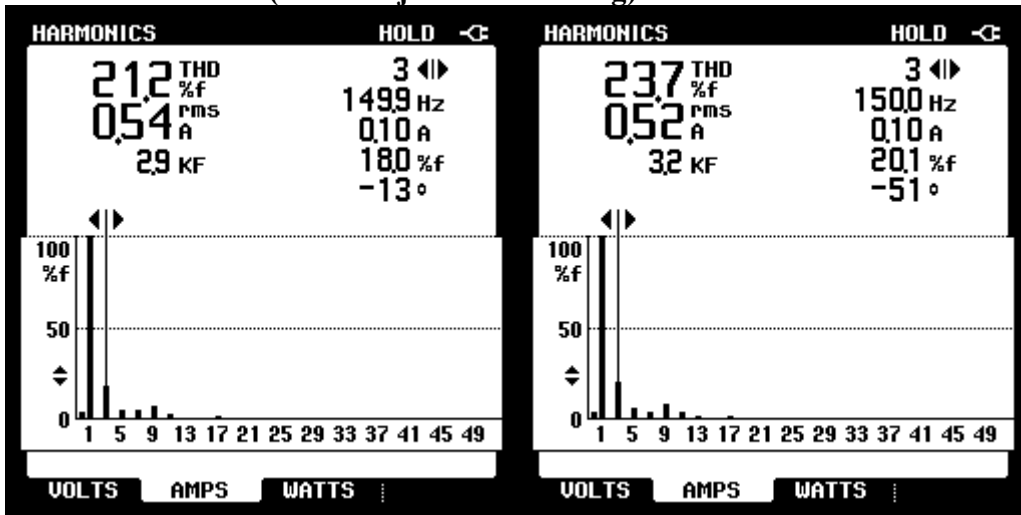 HARMONICS HOLD
21,2 THD %f
0,54 rms A
2,9 KF
3
149,9 Hz
0,10 A
18,0 %f
-13 °
100
%f
50
0
1 5 9 13 17 21 25 29 33 37 41 45 49
VOLTS AMPS WATTS
HARMONICS HOLD
23,7 THD %f
0,52 rms A
3,2 KF
3
150,0 Hz
0,10 A
20,1 %f
-51 °
100
%f
50
0
1 5 9 13 17 21 25 29 33 37 41 45 49
VOLTS AMPS WATTS